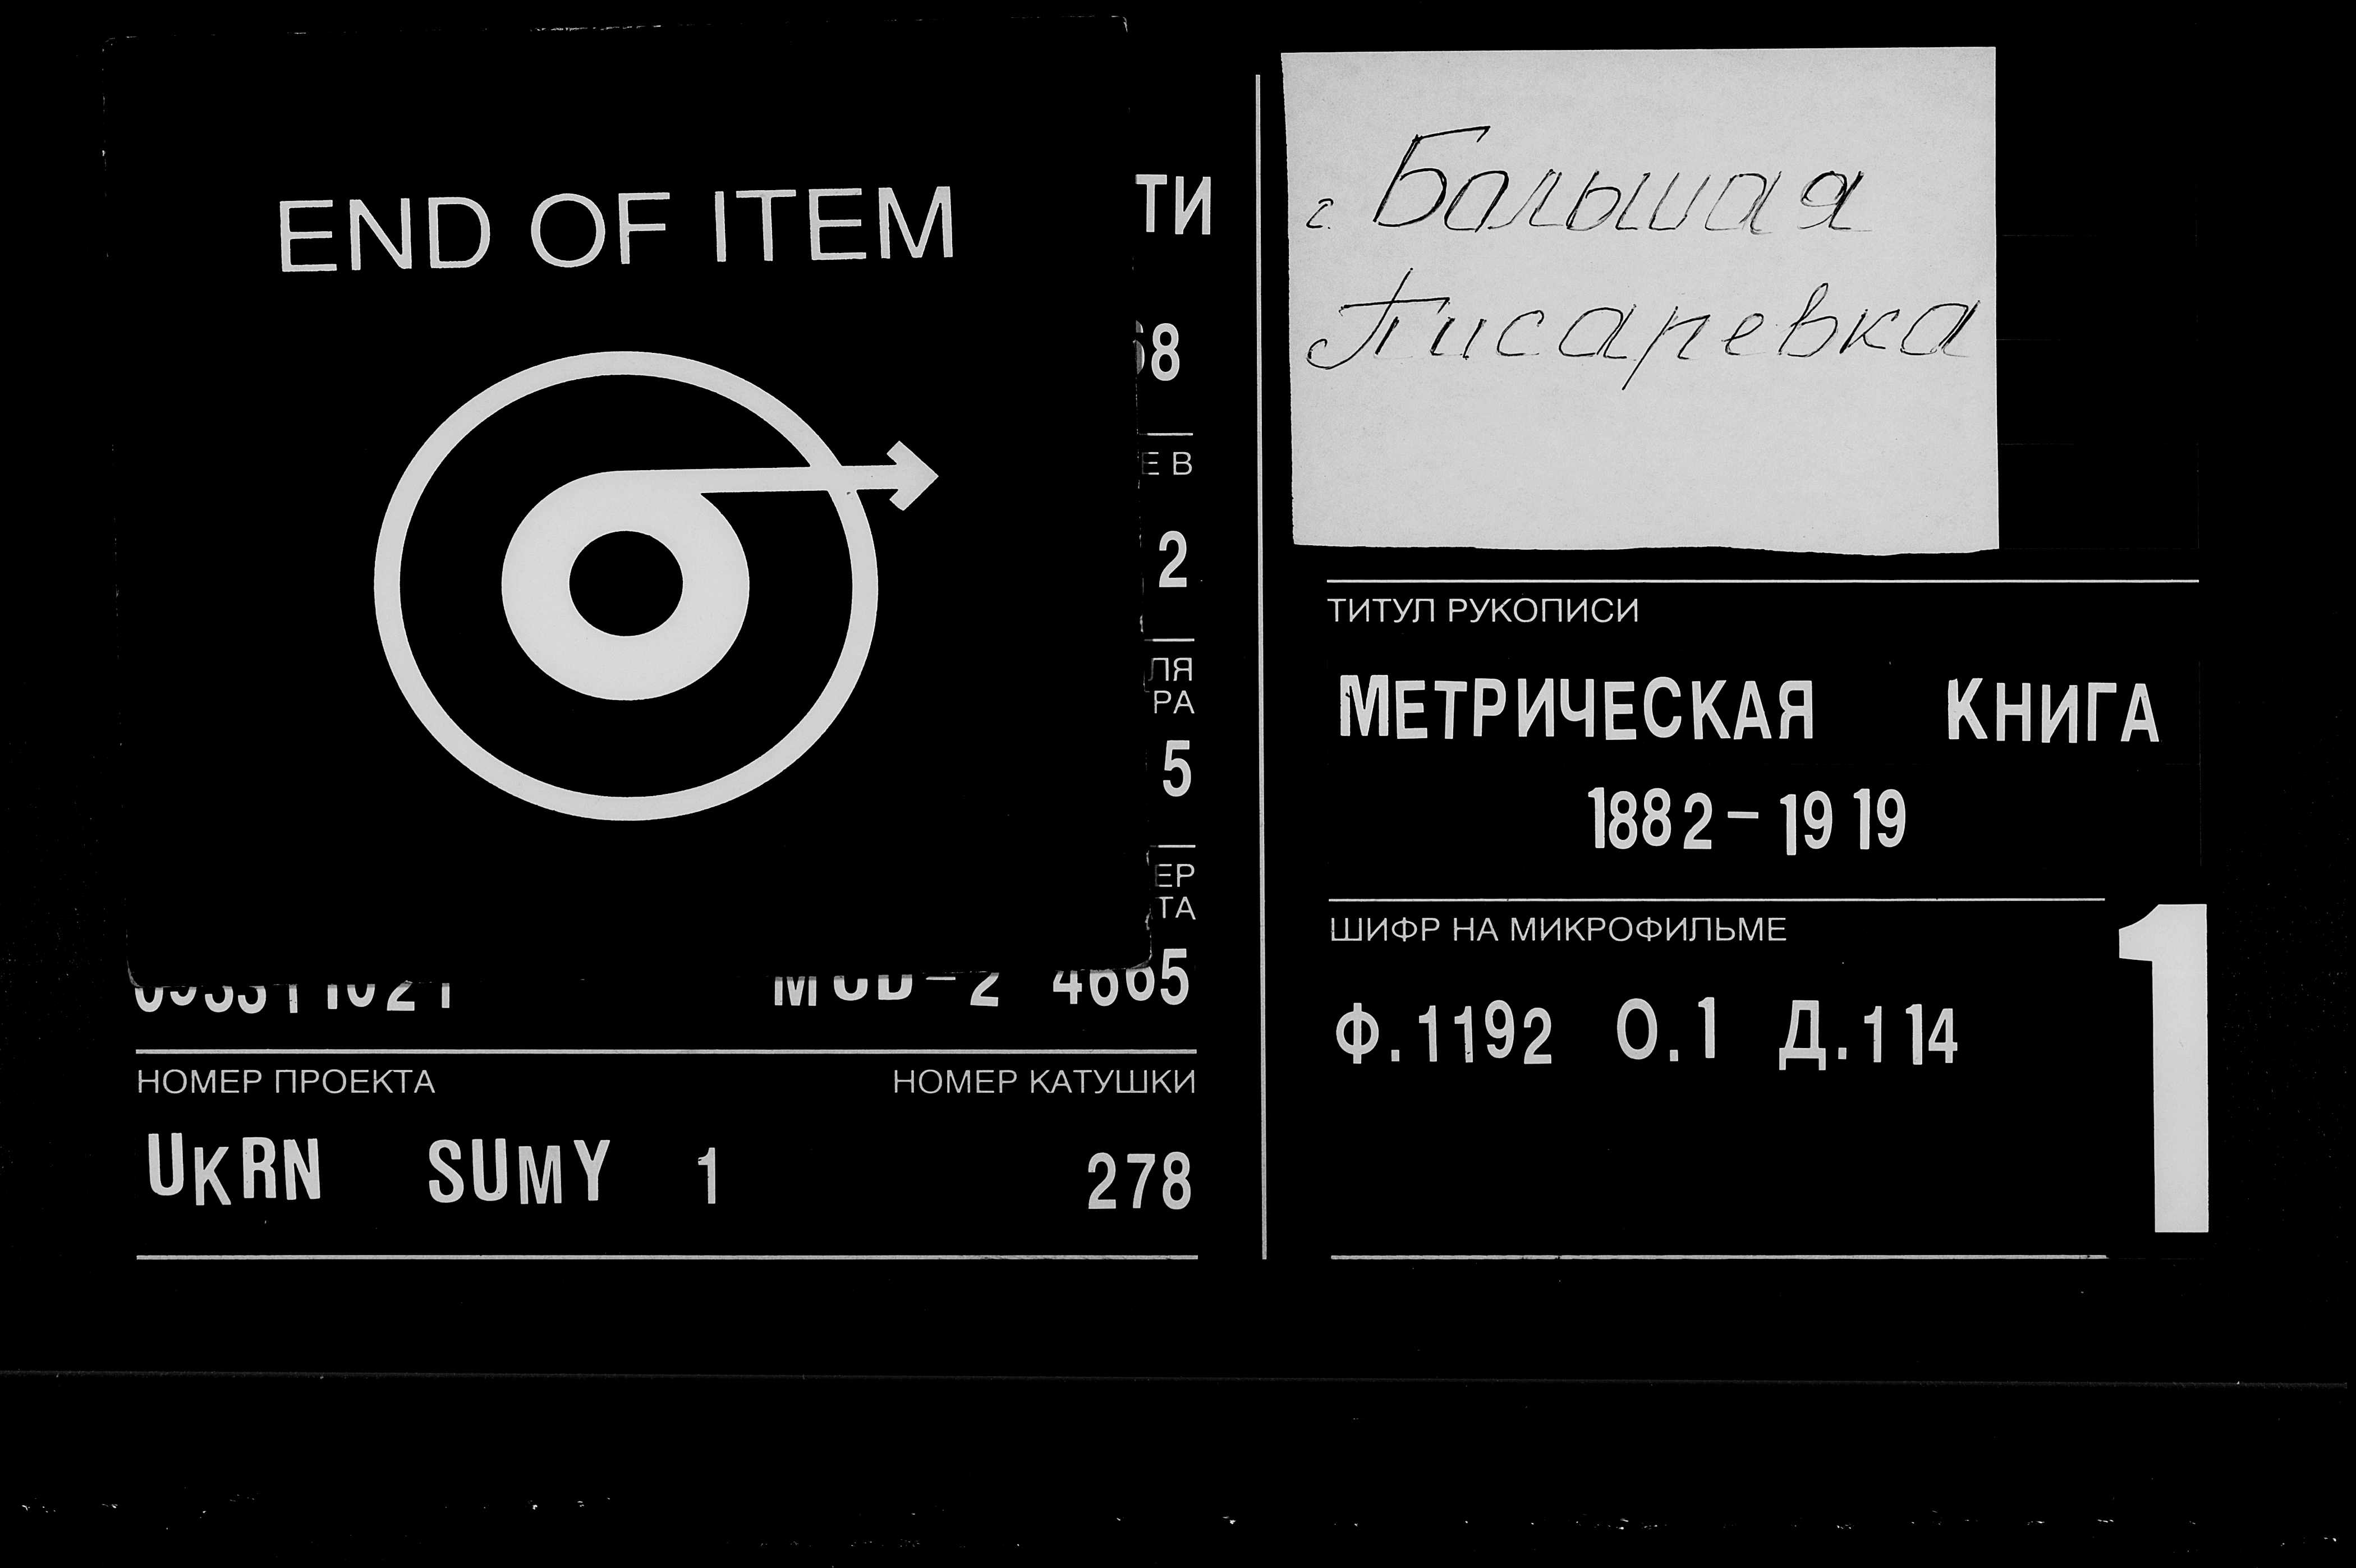 END OF ITEM
ТИ
8
Е В
2
ЛЯ
РА
5
ЕР
ТА
4665
НОМЕР ПРОЕКТА НОМЕР КАТУШКИ
UKRN SUMY 1 278
с. Большая
Писаревка
ТИТУЛ РУКОПИСИ
МЕТРИЧЕСКАЯ КНИГА
1882-1919
ШИФР НА МИКРОФИЛЬМЕ
Ф.1192 О.1 Д.114
1